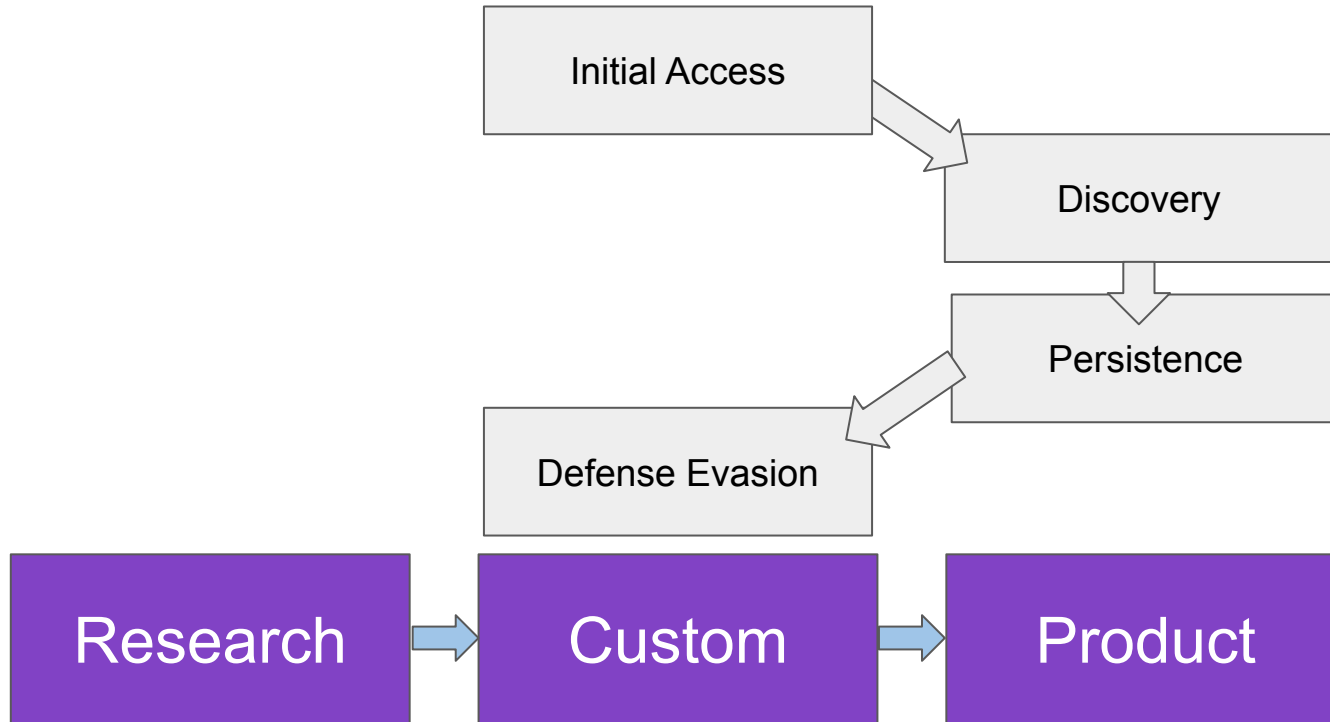 Initial Access
Discovery
Persistence
Defense Evasion
Research
Custom
Product